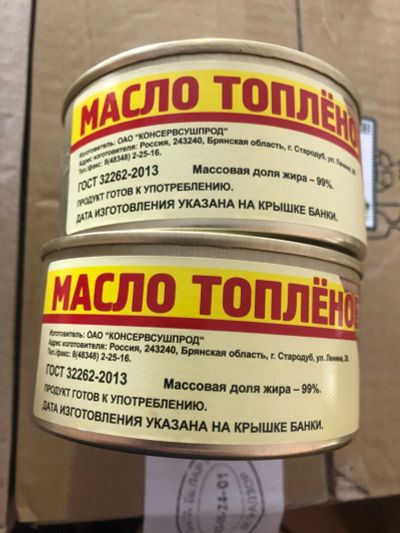 МАСЛО ТОПЛЁНО
Изготовитель: ОАО "КОНСЕРВСУШПРОД"
Адрес изготовителя: Россия, 243240, Брянская область, г. Стародуб, ул. Ленина,
Тел./факс: 8(48348) 2-25-16.
ГОСТ 32262-2013 Массовая доля жира – 99%.
ПРОДУКТ ГОТОВ К УПОТРЕБЛЕНИЮ.
ДАТА ИЗГОТОВЛЕНИЯ УКАЗАНА НА КРЫШКЕ БАНКИ.
МАСЛО ТОПЛЁНОЕ
Изготовитель: ОАО "КОНСЕРВСУШПРОД"
Адрес изготовителя: Россия, 243240, Брянская область, г. Стародуб, ул. Ленина,
Тел./факс: 8(48348) 2-25-16.
ГОСТ 32262-2013 Массовая доля жира – 99%.
ПРОДУКТ ГОТОВ К УПОТРЕБЛЕНИЮ.
ДАТА ИЗГОТОВЛЕНИЯ УКАЗАНА НА КРЫШКЕ БАНКИ.